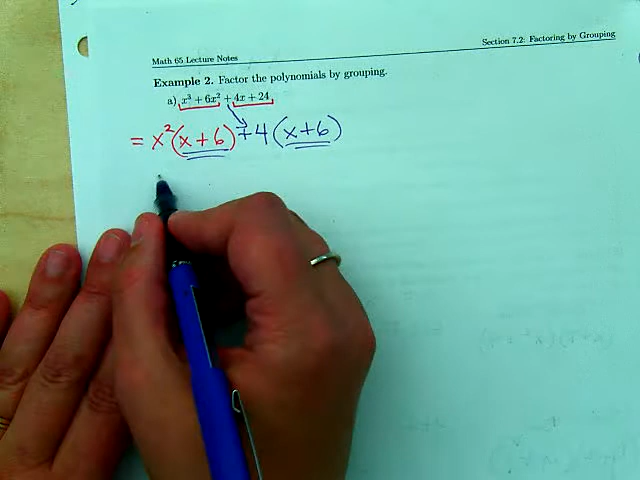 Math 65 Lecture Notes
Section 7.2: Factoring by Grouping
Example 2. Factor the polynomials by grouping.
a) x³ + 6x² + 4x + 24
= x²(x+6) + 4(x+6)